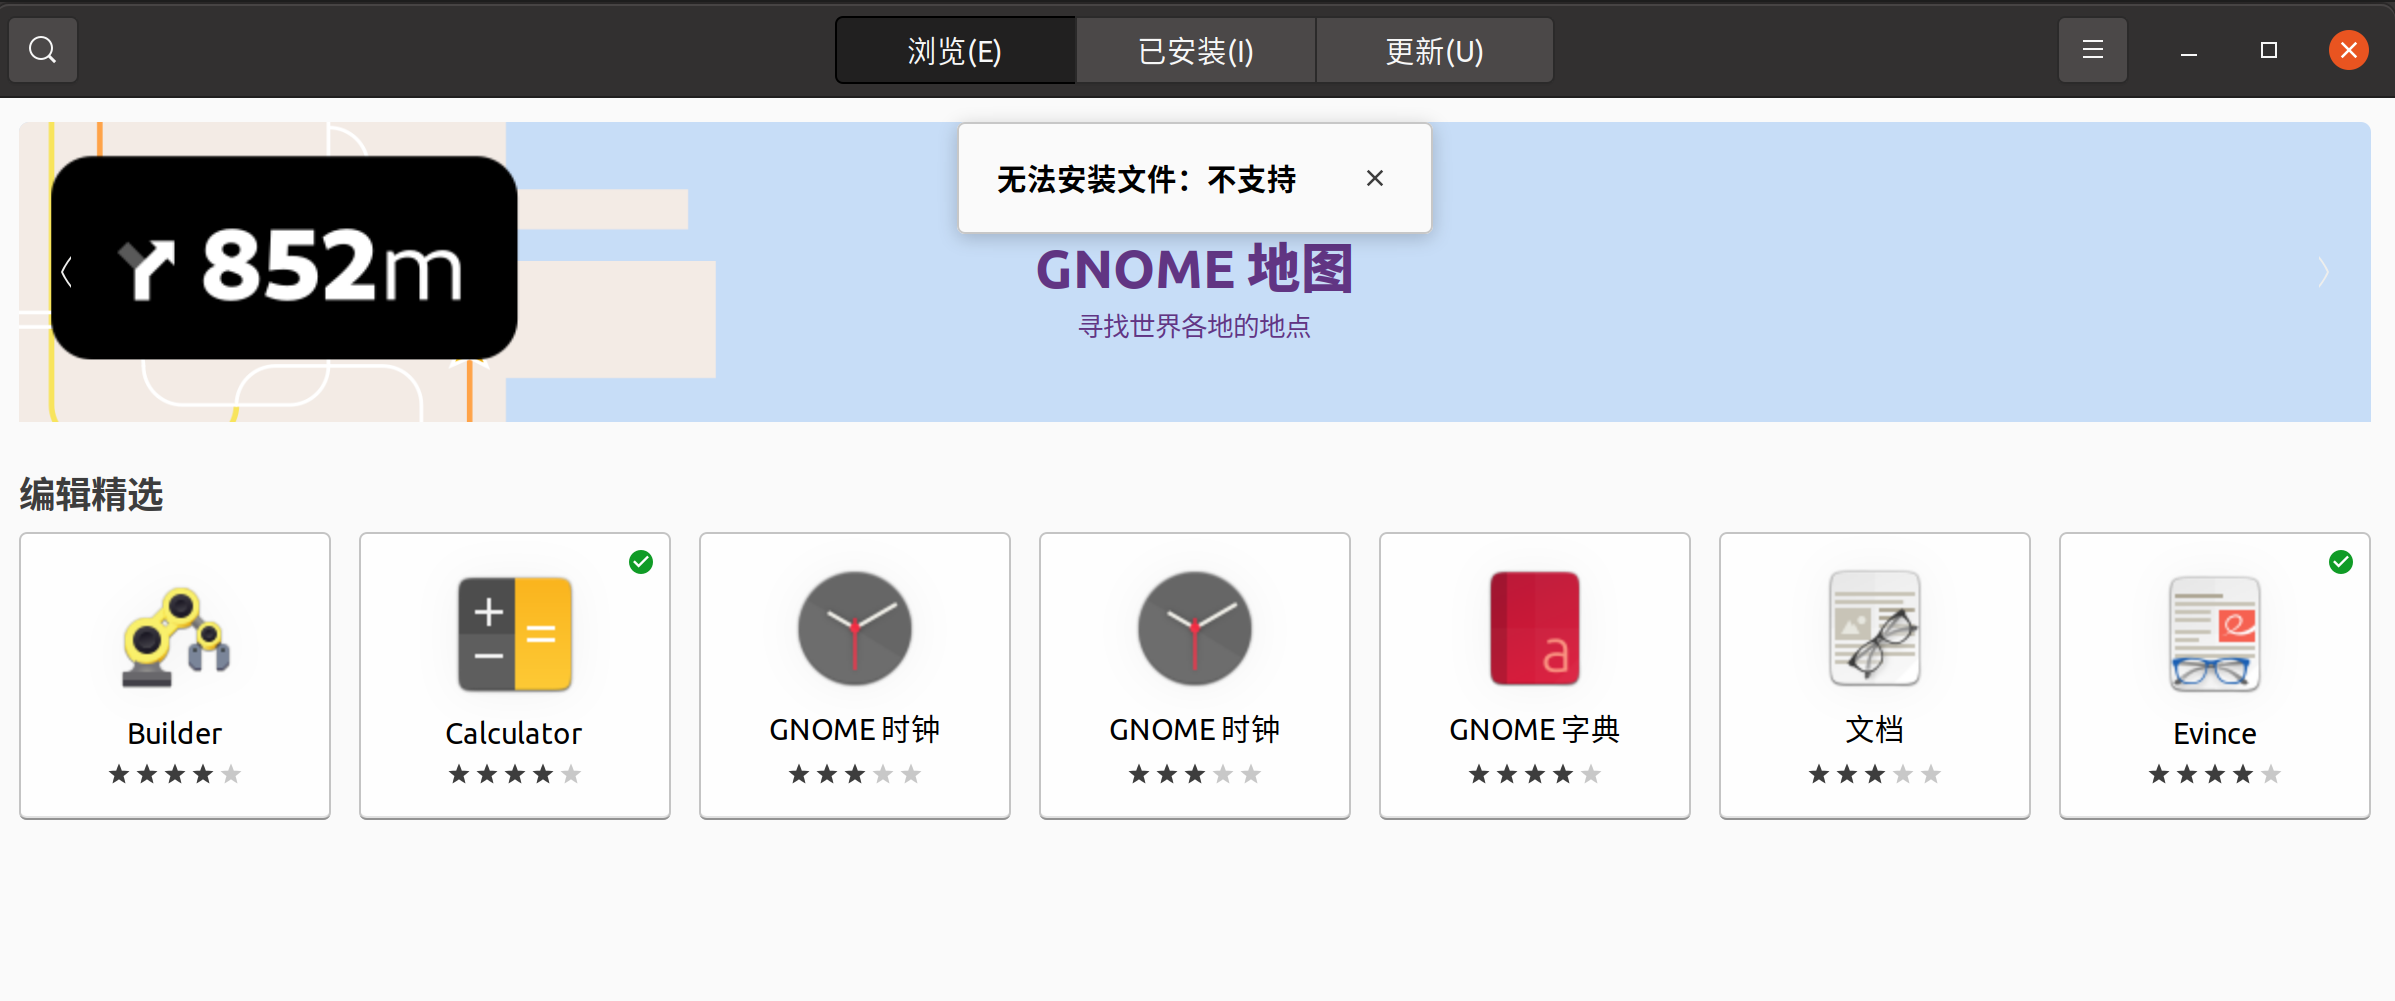 浏览(E)
已安装(I)
更新(U)
无法安装文件：不支持
852m
GNOME 地图
寻找世界各地的地点
编辑精选
Builder
Calculator
GNOME 时钟
GNOME 时钟
GNOME 字典
a
文档
Evince